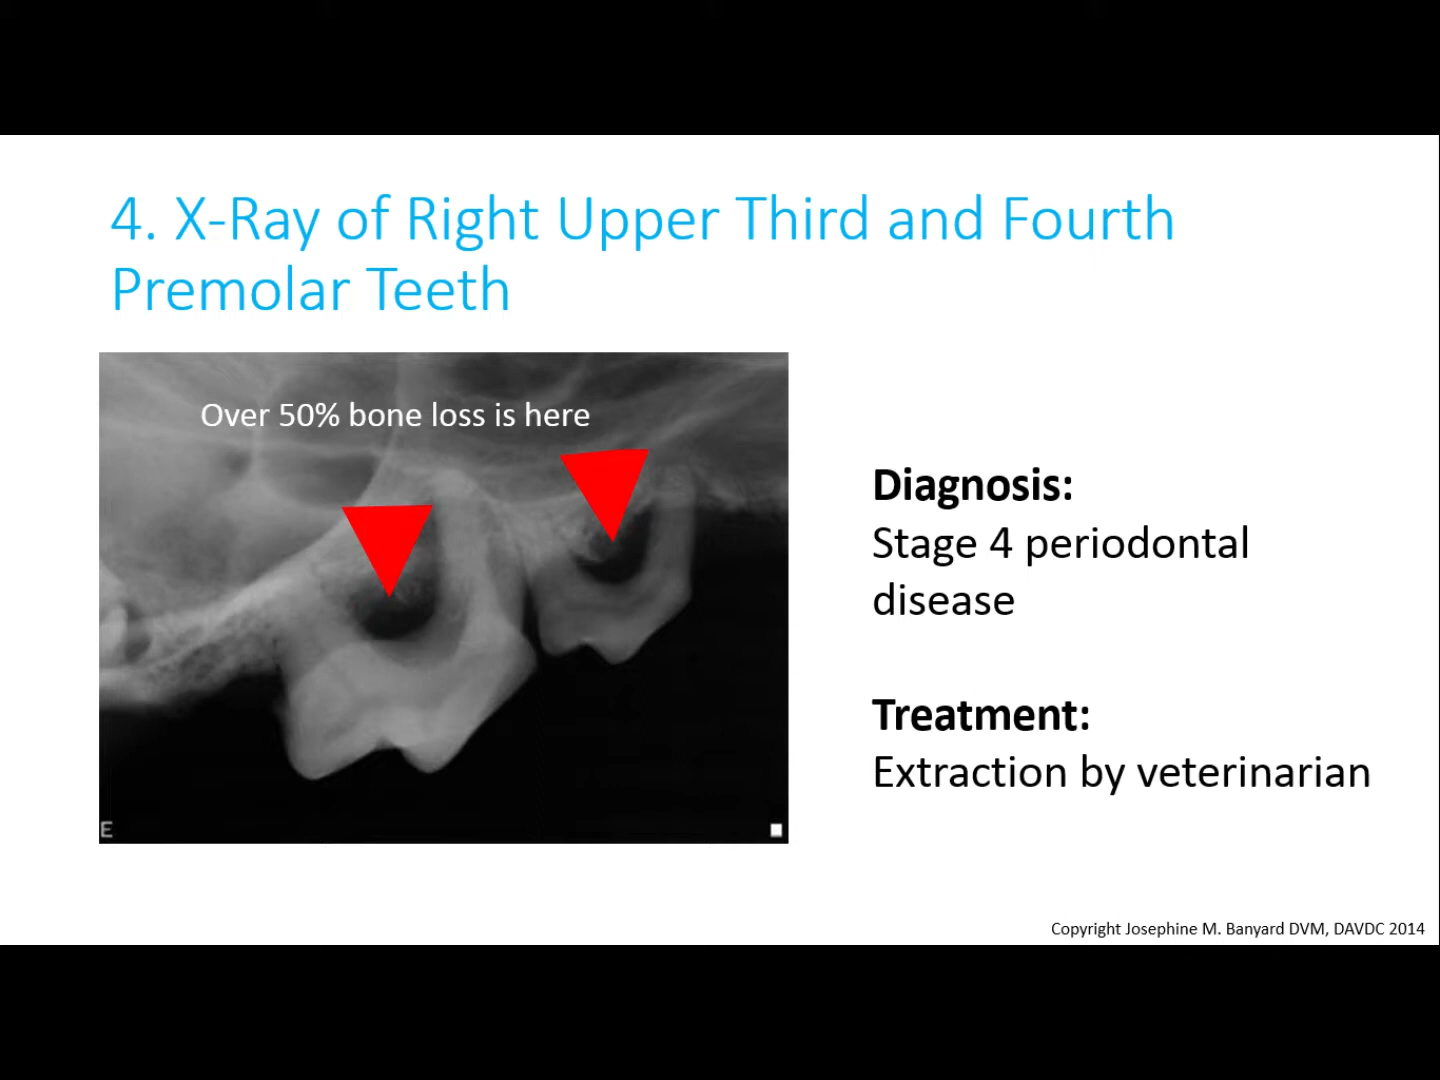 4. X-Ray of Right Upper Third and Fourth
Premolar Teeth
Over 50% bone loss is here
E
Diagnosis:
Stage 4 periodontal
disease
Treatment:
Extraction by veterinarian
Copyright Josephine M. Banyard DVM, DAVDC 2014